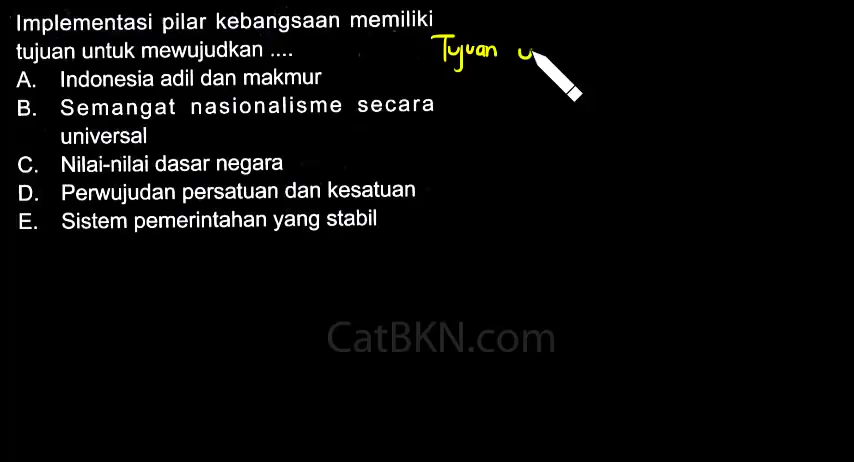 Implementasi pilar kebangsaan memiliki
tujuan untuk mewujudkan ....
Tujuan u
A. Indonesia adil dan makmur
B. Semangat nasionalisme secara
universal
C. Nilai-nilai dasar negara
D. Perwujudan persatuan dan kesatuan
E. Sistem pemerintahan yang stabil
CatBKN.com